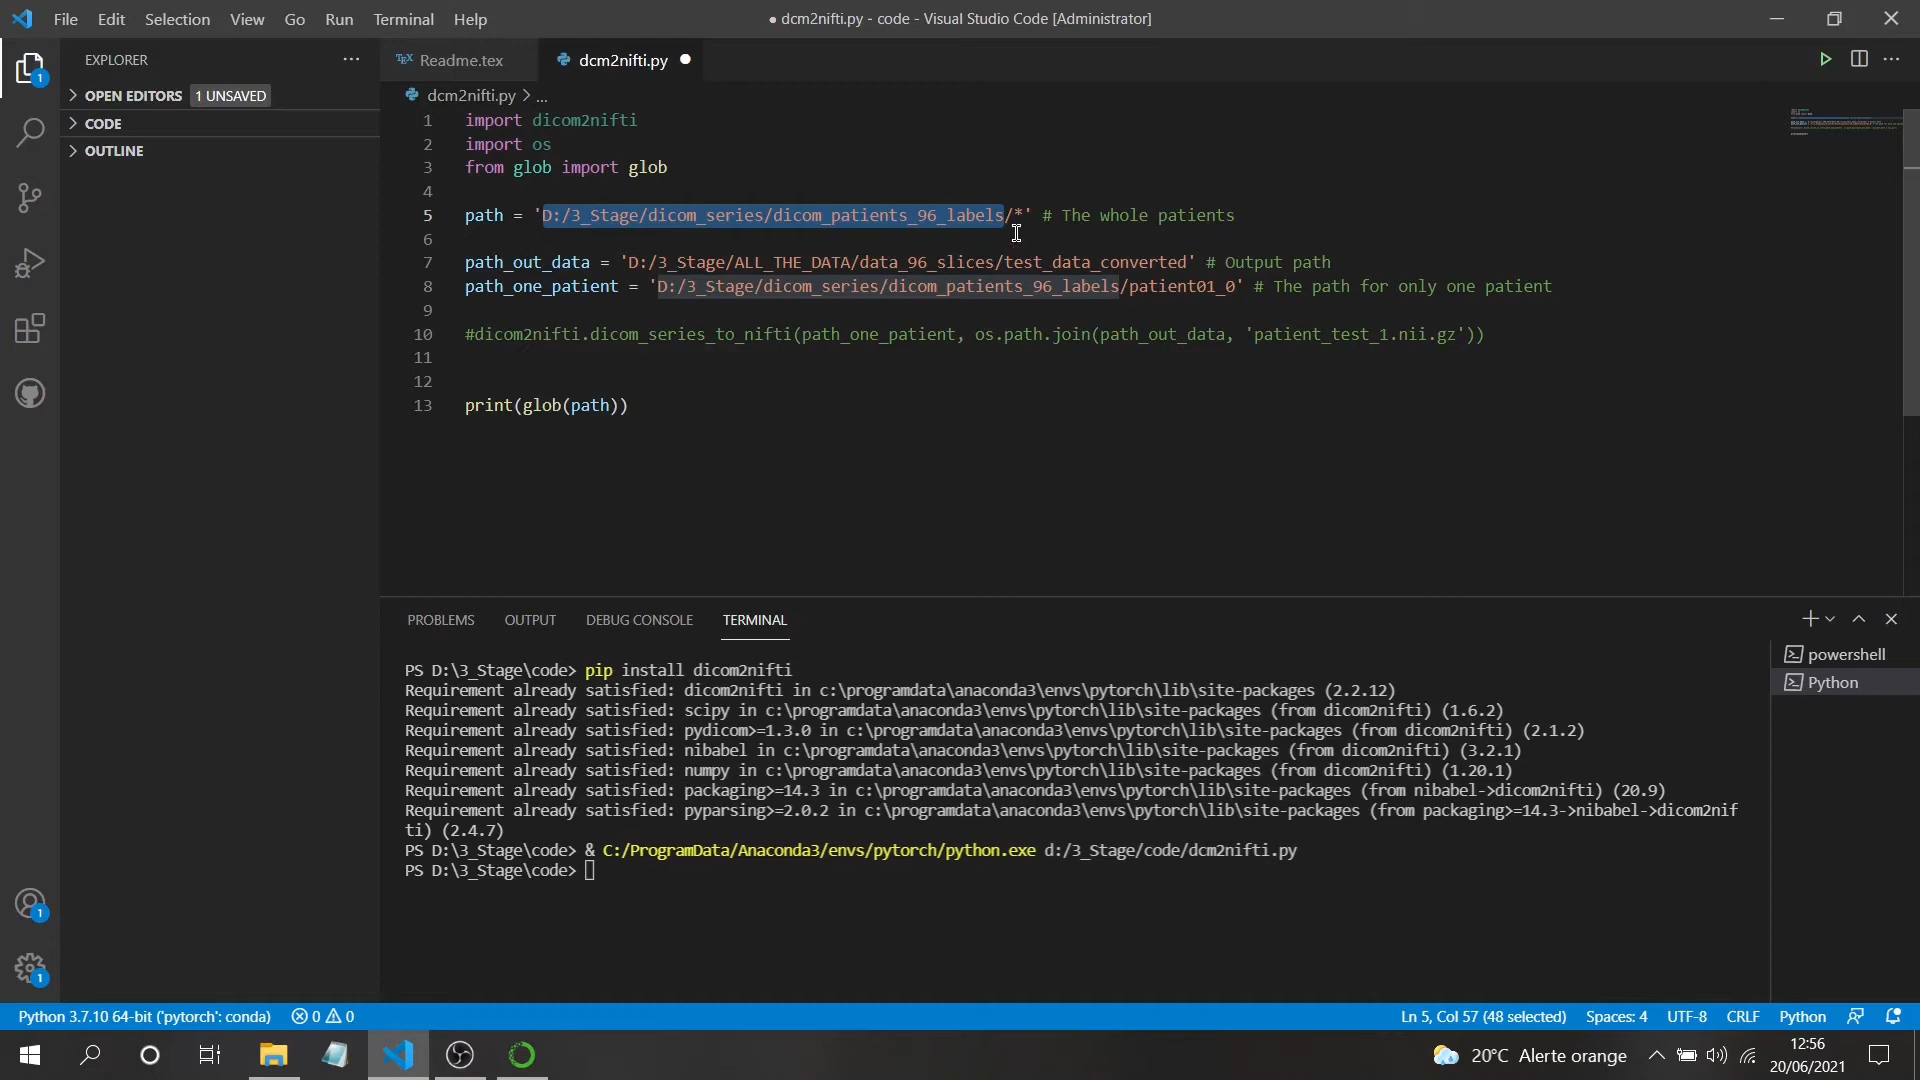 File Edit Selection View Go Run Terminal Help
● dcm2nifti.py - code - Visual Studio Code [Administrator]
EXPLORER
OPEN EDITORS 1 UNSAVED
CODE
OUTLINE
TEX Readme.tex
dcm2nifti.py
dcm2nifti.py > ...
1 import dicom2nifti
2 import os
3 from glob import glob
4
5 path = 'D:/3_Stage/dicom_series/dicom_patients_96_labels/*' # The whole patients
6
7 path_out_data = 'D:/3_Stage/ALL_THE_DATA/data_96_slices/test_data_converted' # Output path
8 path_one_patient = 'D:/3_Stage/dicom_series/dicom_patients_96_labels/patient01_0' # The path for only one patient
9
10 #dicom2nifti.dicom_series_to_nifti(path_one_patient, os.path.join(path_out_data, 'patient_test_1.nii.gz'))
11
12
13 print(glob(path))
PROBLEMS OUTPUT DEBUG CONSOLE TERMINAL
powershell
Python
PS D:\3_Stage\code> pip install dicom2nifti
Requirement already satisfied: dicom2nifti in c:\programdata\anaconda3\envs\pytorch\lib\site-packages (2.2.12)
Requirement already satisfied: scipy in c:\programdata\anaconda3\envs\pytorch\lib\site-packages (from dicom2nifti) (1.6.2)
Requirement already satisfied: pydicom>=1.3.0 in c:\programdata\anaconda3\envs\pytorch\lib\site-packages (from dicom2nifti) (2.1.2)
Requirement already satisfied: nibabel in c:\programdata\anaconda3\envs\pytorch\lib\site-packages (from dicom2nifti) (3.2.1)
Requirement already satisfied: numpy in c:\programdata\anaconda3\envs\pytorch\lib\site-packages (from dicom2nifti) (1.20.1)
Requirement already satisfied: packaging>=14.3 in c:\programdata\anaconda3\envs\pytorch\lib\site-packages (from nibabel->dicom2nifti) (20.9)
Requirement already satisfied: pyparsing>=2.0.2 in c:\programdata\anaconda3\envs\pytorch\lib\site-packages (from packaging>=14.3->nibabel->dicom2nif
ti) (2.4.7)
PS D:\3_Stage\code> & C:/ProgramData/Anaconda3/envs/pytorch/python.exe d:/3_Stage/code/dcm2nifti.py
PS D:\3_Stage\code>
1
1
1
Python 3.7.10 64-bit ('pytorch': conda) 0 0 Ln 5, Col 57 (48 selected) Spaces: 4 UTF-8 CRLF Python
20°C Alerte orange
12:56
20/06/2021